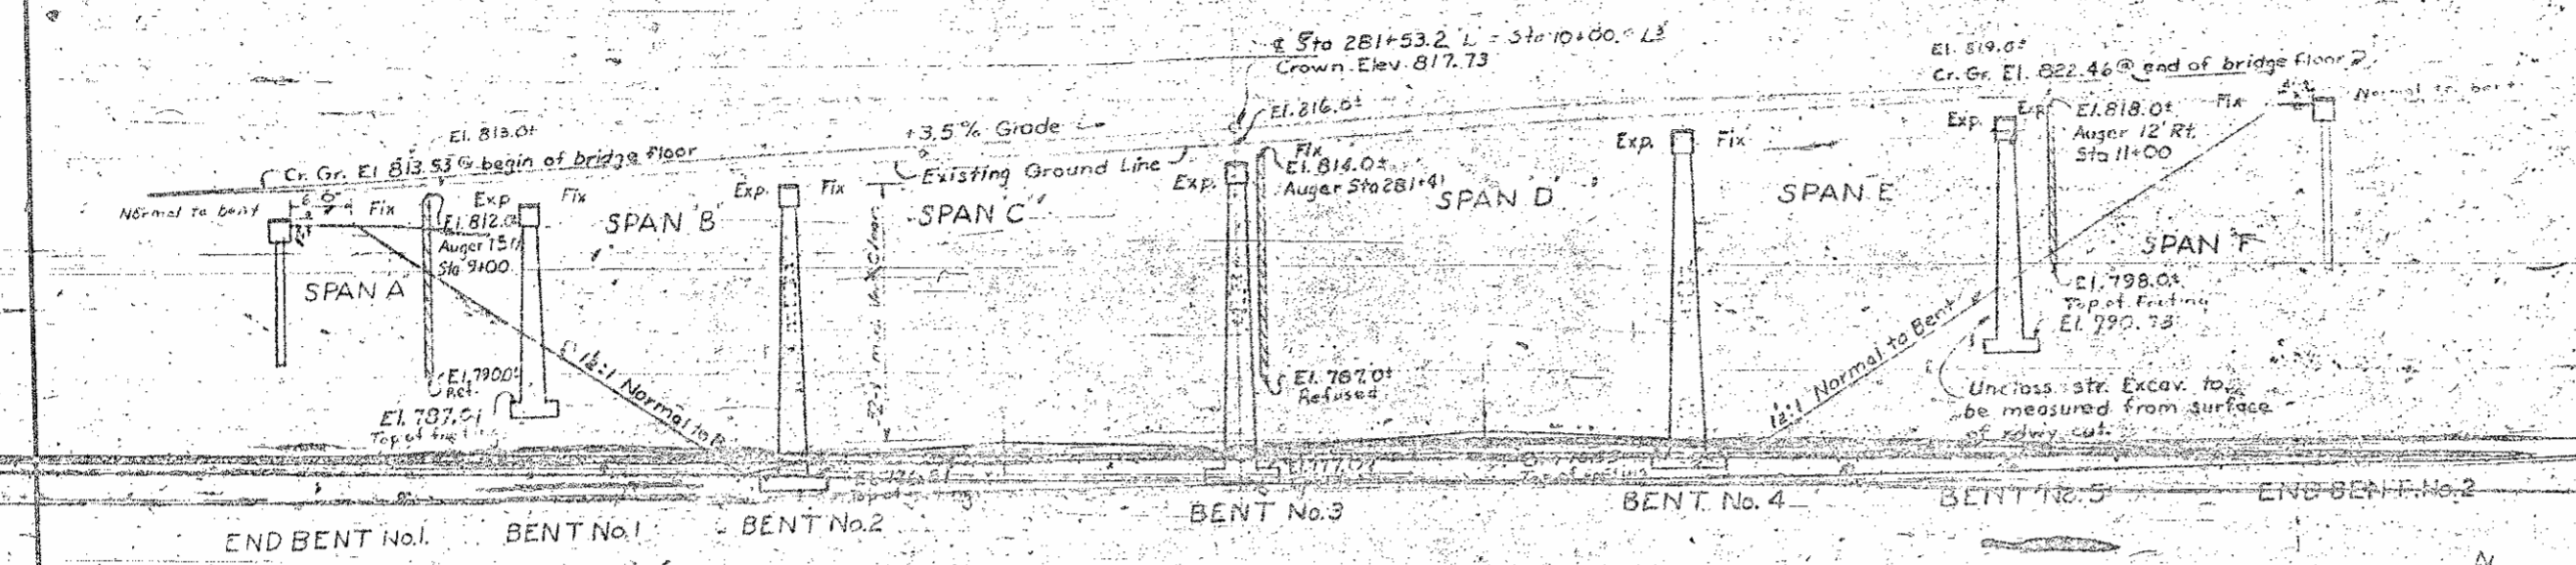 ¢ Sta 281+53.2 L = Sta 10+00.0 L3
Crown Elev. 817.73
El. 819.0±
Cr. Gr. El. 822.46 @ end of bridge floor
El. 816.0±
El. 813.0±
+3.5% Grade
Cr. Gr. El 813.53 @ begin of bridge floor
Existing Ground Line
Normal to bent
Fix
Exp
Fix
Exp.
Fix
Exp.
Fix
Exp.
Fix
Exp.
Exp.
Fix
Normal to bent
El. 812.0±
Auger 15'
Sta 9+00
El. 814.0±
Auger Sta 281+41
El. 818.0±
Auger 12' Rt.
Sta 11+00
SPAN A
SPAN 'B'
SPAN 'C'
SPAN 'D'
SPAN E
SPAN 'F'
1½:1 Normal to
1½:1 Normal to Bent
El. 790.0±
Ref.
El. 787.0±
Refused
El. 798.0±
Top of Footing
El. 790.73
El. 787.01
Top of
Unclass. str. Excav. to
be measured from surface
of rdwy cut.
Top of footing
Top of footing
END BENT No.1.
BENT No.1
BENT No.2
BENT No.3
BENT No. 4
BENT No. 5
END BENT No.2
N